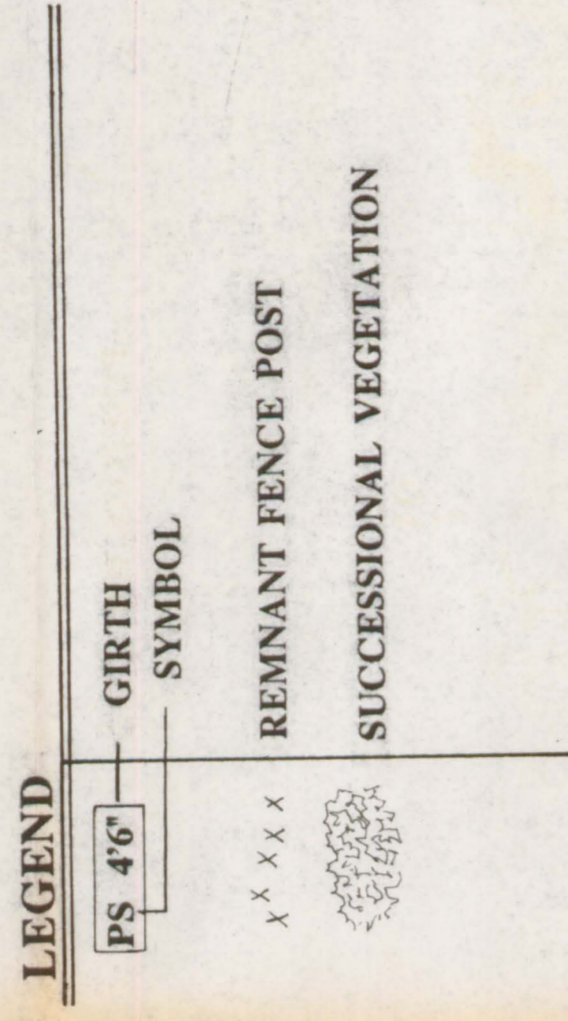 LEGEND
PS 4'6" GIRTH
SYMBOL
x x x x x REMNANT FENCE POST
SUCCESSIONAL VEGETATION